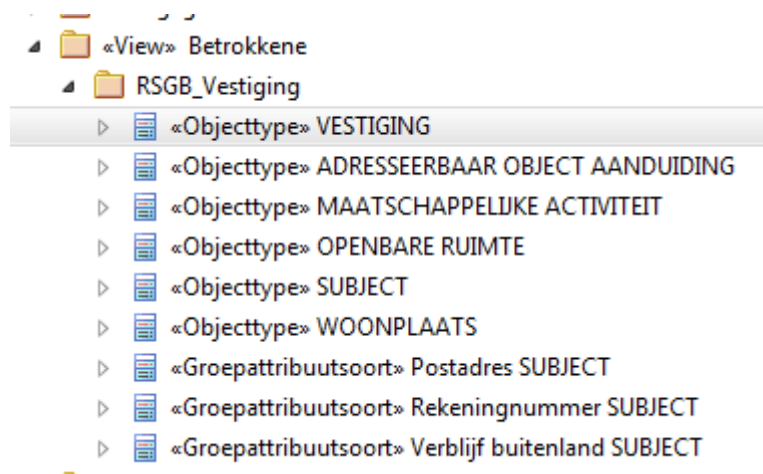 «View» Betrokkene
RSGB_Vestiging
«Objecttype» VESTIGING
«Objecttype» ADRESSEERBAAR OBJECT AANDUIDING
«Objecttype» MAATSCHAPPELIJKE ACTIVITEIT
«Objecttype» OPENBARE RUIMTE
«Objecttype» SUBJECT
«Objecttype» WOONPLAATS
«Groepattribuutsoort» Postadres SUBJECT
«Groepattribuutsoort» Rekeningnummer SUBJECT
«Groepattribuutsoort» Verblijf buitenland SUBJECT